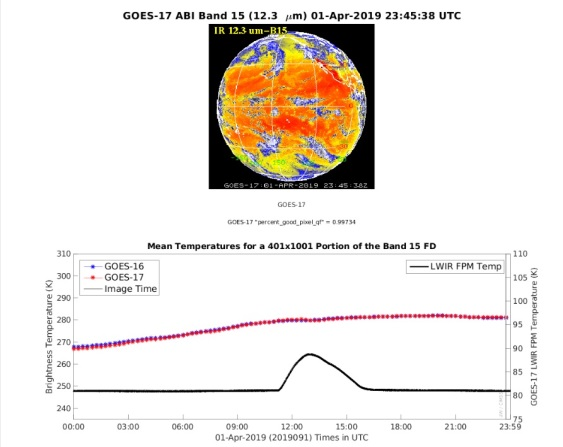 GOES-17 ABI Band 15 (12.3 μm) 01-Apr-2019 23:45:38 UTC
IR 12.3 um-B15
GOES-17:01-APR-2019 23:45:38Z
GOES-17
GOES-17 "percent_good_pixel_qf" = 0.99734
Mean Temperatures for a 401x1001 Portion of the Band 15 FD
310
300
290
280
270
260
250
240
Brightness Temperature (K)
GOES-16
GOES-17
Image Time
LWIR FPM Temp
110
105
100
95
90
85
80
75
GOES-17 LWIR FPM Temperature (K)
00:00 03:00 06:00 09:00 12:00 15:00 18:00 21:00 23:59
01-Apr-2019 (2019091) Times in UTC